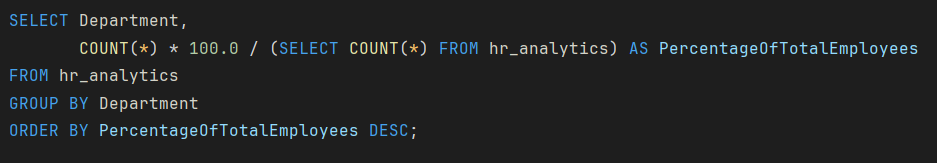 SELECT Department,
       COUNT(*) * 100.0 / (SELECT COUNT(*) FROM hr_analytics) AS PercentageOfTotalEmployees
FROM hr_analytics
GROUP BY Department
ORDER BY PercentageOfTotalEmployees DESC;